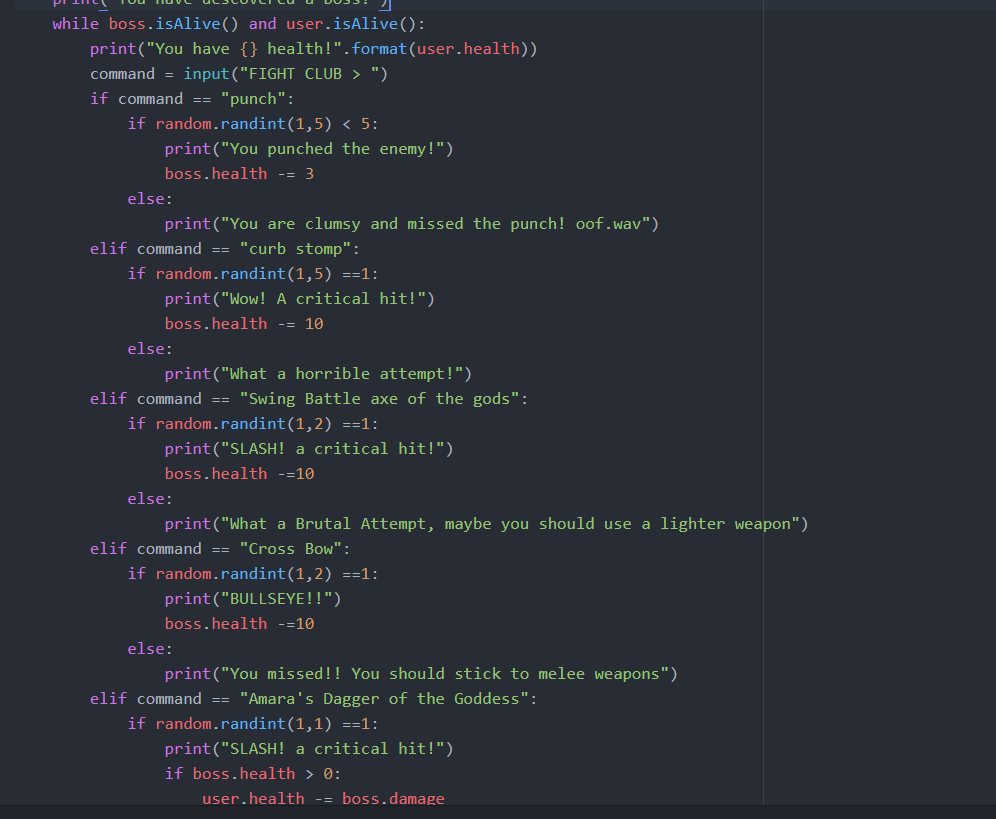 print("You have descovered a boss!")
while boss.isAlive() and user.isAlive():
    print("You have {} health!".format(user.health))
    command = input("FIGHT CLUB > ")
    if command == "punch":
        if random.randint(1,5) < 5:
            print("You punched the enemy!")
            boss.health -= 3
        else:
            print("You are clumsy and missed the punch! oof.wav")
    elif command == "curb stomp":
        if random.randint(1,5) ==1:
            print("Wow! A critical hit!")
            boss.health -= 10
        else:
            print("What a horrible attempt!")
    elif command == "Swing Battle axe of the gods":
        if random.randint(1,2) ==1:
            print("SLASH! a critical hit!")
            boss.health -=10
        else:
            print("What a Brutal Attempt, maybe you should use a lighter weapon")
    elif command == "Cross Bow":
        if random.randint(1,2) ==1:
            print("BULLSEYE!!")
            boss.health -=10
        else:
            print("You missed!! You should stick to melee weapons")
    elif command == "Amara's Dagger of the Goddess":
        if random.randint(1,1) ==1:
            print("SLASH! a critical hit!")
            if boss.health > 0:
                user.health -= boss.damage